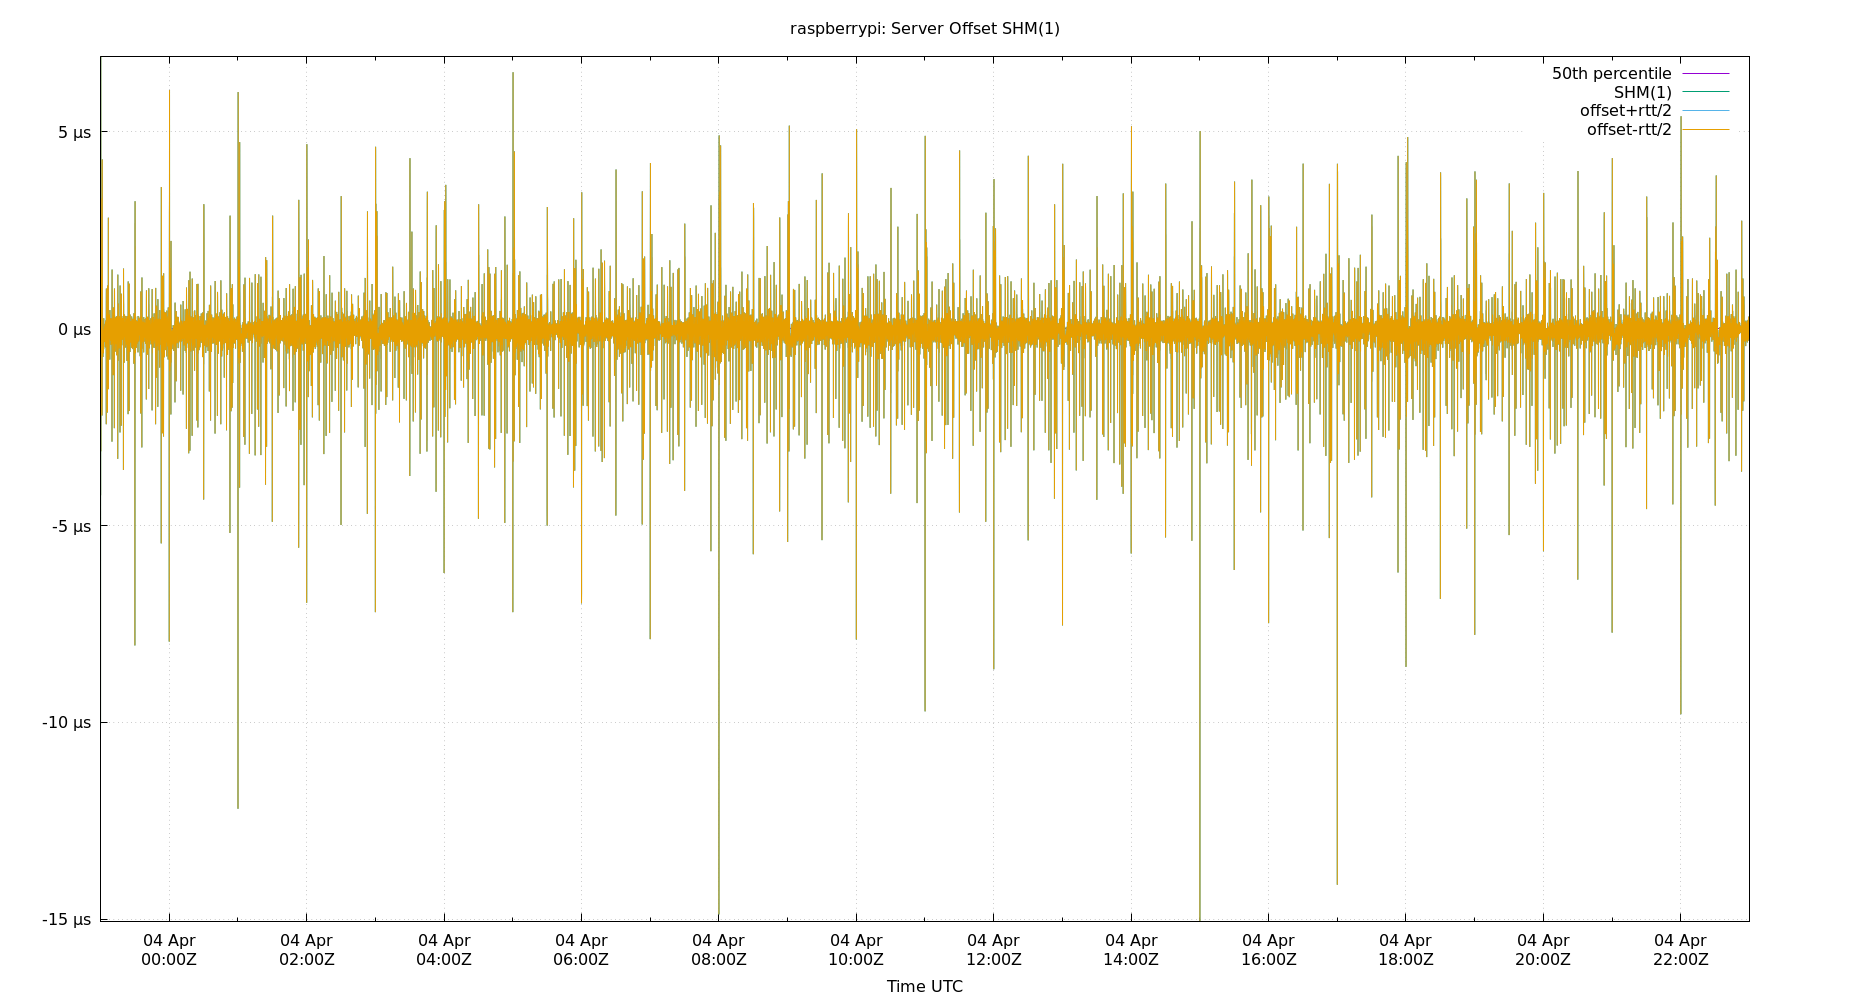 raspberrypi: Server Offset SHM(1)
50th percentile
SHM(1)
offset+rtt/2
offset-rtt/2
5 µs
0 µs
-5 µs
-10 µs
-15 µs
04 Apr 04 Apr 04 Apr 04 Apr 04 Apr 04 Apr 04 Apr 04 Apr 04 Apr 04 Apr 04 Apr 04 Apr
00:00Z 02:00Z 04:00Z 06:00Z 08:00Z 10:00Z 12:00Z 14:00Z 16:00Z 18:00Z 20:00Z 22:00Z
Time UTC